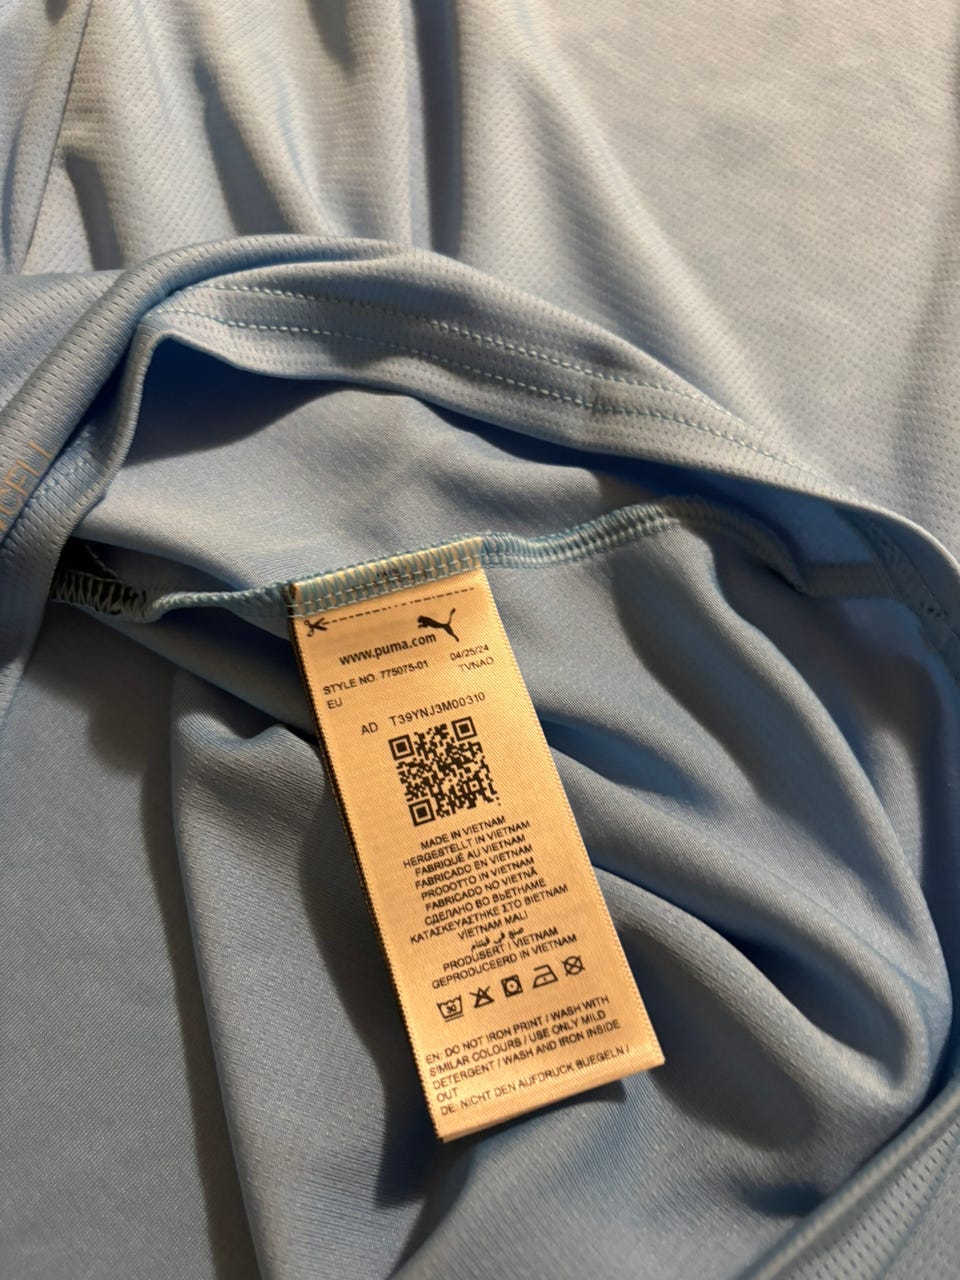 www.puma.com
STYLE NO. 775075-01 04/25/24
EU TVNAO
AD T39YNJ3M00310
MADE IN VIETNAM
HERGESTELLT IN VIETNAM
FABRIQUÉ AU VIETNAM
FABRICADO EN VIETNAM
PRODOTTO IN VIETNAM
FABRICADO NO VIETNÃ
СДЕЛАНО ВО ВЬЕТНАМЕ
ΚΑΤΑΣΚΕΥΑΣΤΗΚΕ ΣΤΟ ΒΙΕΤΝΑΜ
VIETNAM MALI
صنع في فيتنام
PRODUSERT I VIETNAM
GEPRODUCEERD IN VIETNAM
30
EN: DO NOT IRON PRINT / WASH WITH
SIMILAR COLOURS / USE ONLY MILD
DETERGENT / WASH AND IRON INSIDE
OUT
DE: NICHT DEN AUFDRUCK BUEGELN /